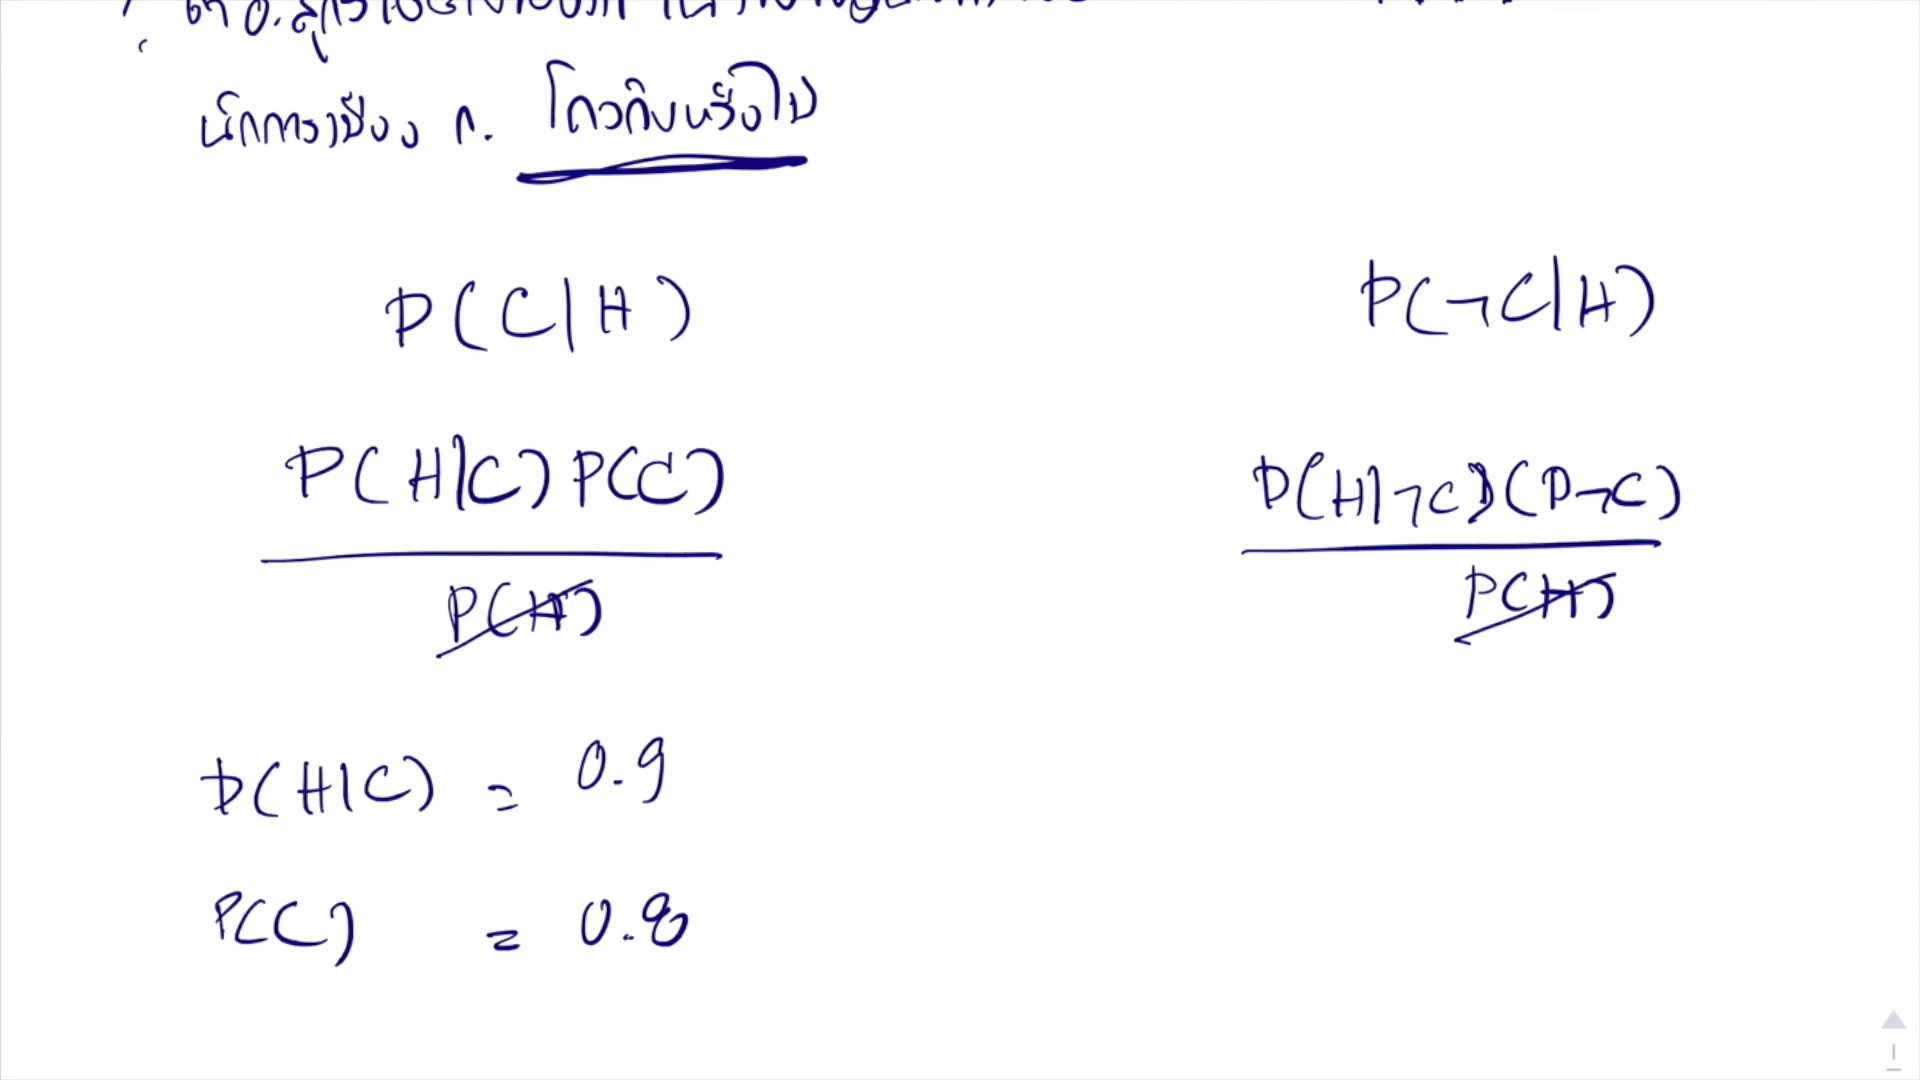 นักการเมือง ก. โกงกินหรือไม่
P(C|H) P(¬C|H)
P(H|C)P(C) P(H|¬C)(P¬C)
P(H) P(H)
P(H|C) = 0.9
P(C) = 0.8